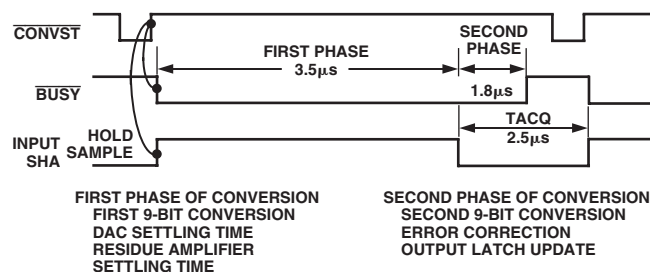 CONVST
SECOND
PHASE
FIRST PHASE
3.5µs
BUSY
1.8µs
TACQ
2.5µs
HOLD
INPUT SAMPLE
SHA
FIRST PHASE OF CONVERSION
FIRST 9-BIT CONVERSION
DAC SETTLING TIME
RESIDUE AMPLIFIER
SETTLING TIME
SECOND PHASE OF CONVERSION
SECOND 9-BIT CONVERSION
ERROR CORRECTION
OUTPUT LATCH UPDATE